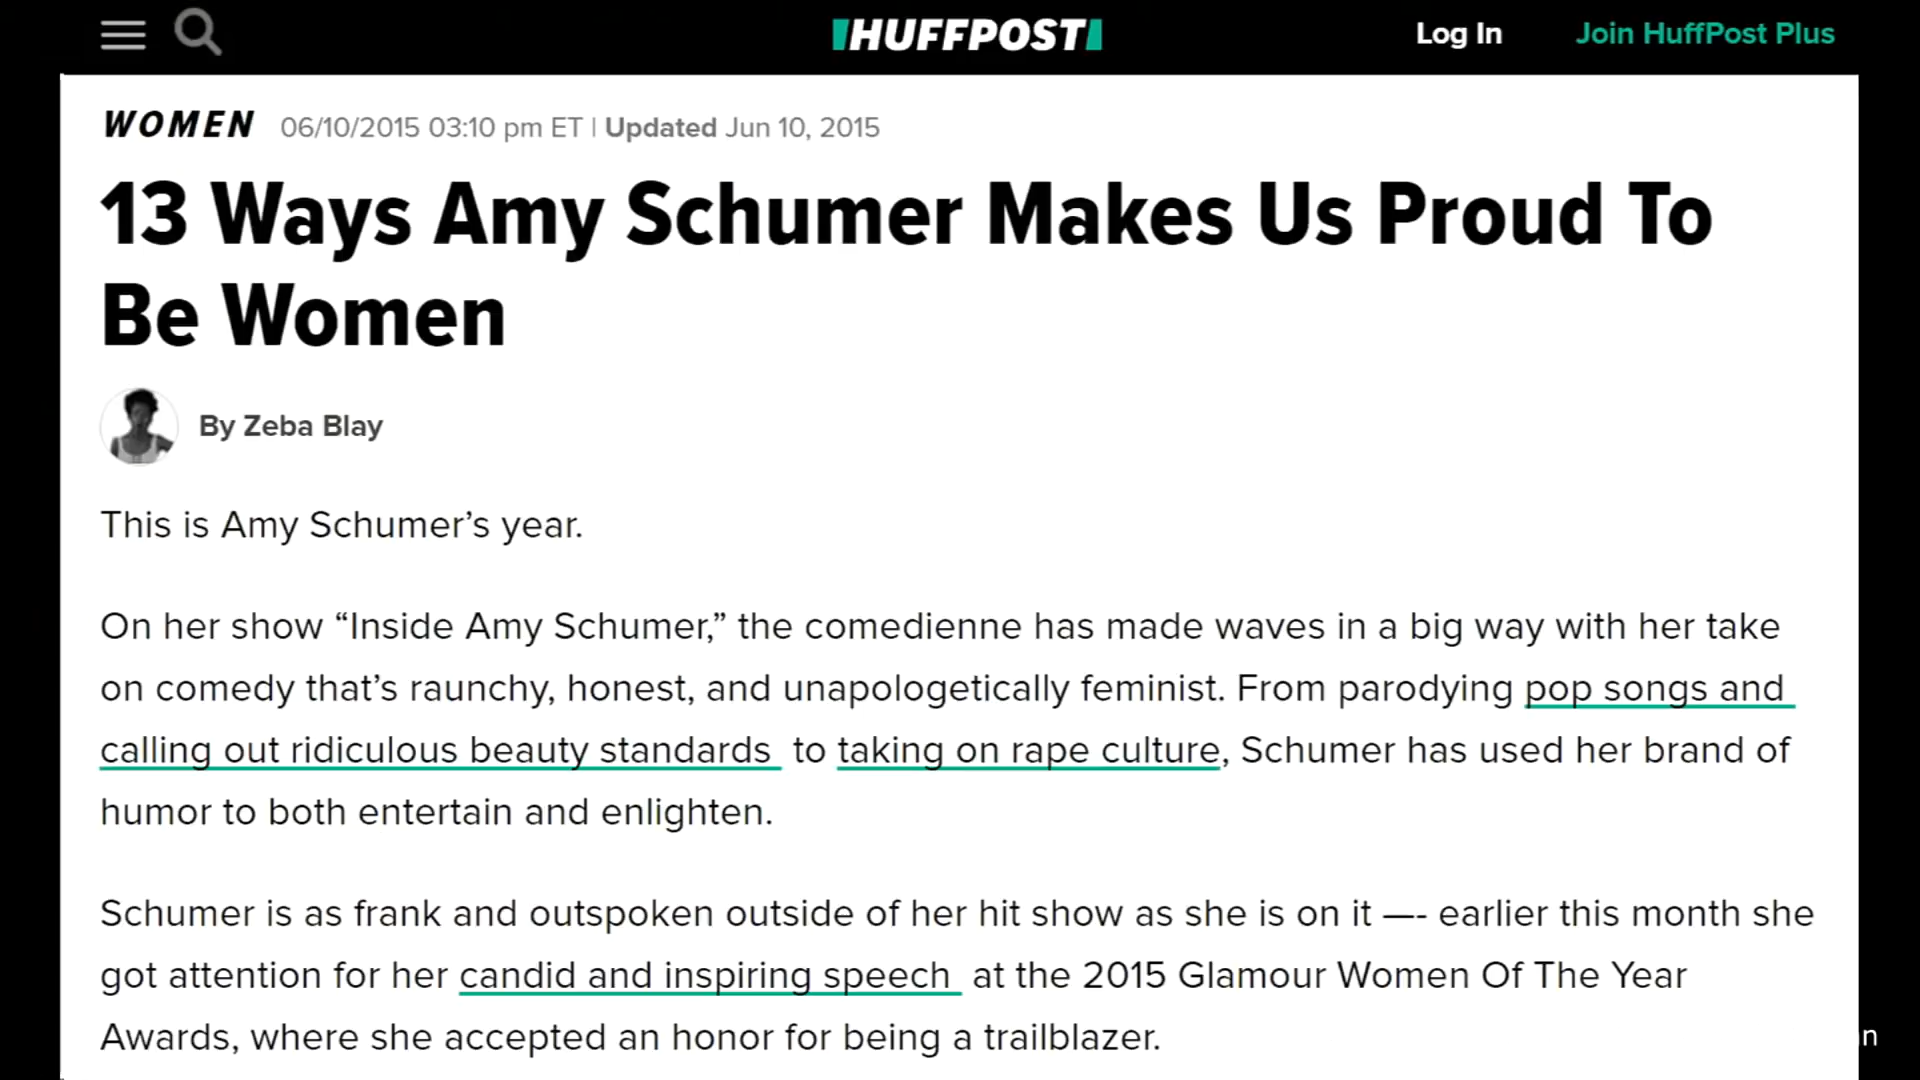 HUFFPOST
Log In
Join HuffPost Plus
WOMEN 06/10/2015 03:10 pm ET | Updated Jun 10, 2015
13 Ways Amy Schumer Makes Us Proud To
Be Women
By Zeba Blay
This is Amy Schumer’s year.
On her show “Inside Amy Schumer,” the comedienne has made waves in a big way with her take
on comedy that’s raunchy, honest, and unapologetically feminist. From parodying pop songs and
calling out ridiculous beauty standards to taking on rape culture, Schumer has used her brand of
humor to both entertain and enlighten.
Schumer is as frank and outspoken outside of her hit show as she is on it —- earlier this month she
got attention for her candid and inspiring speech at the 2015 Glamour Women Of The Year
Awards, where she accepted an honor for being a trailblazer.